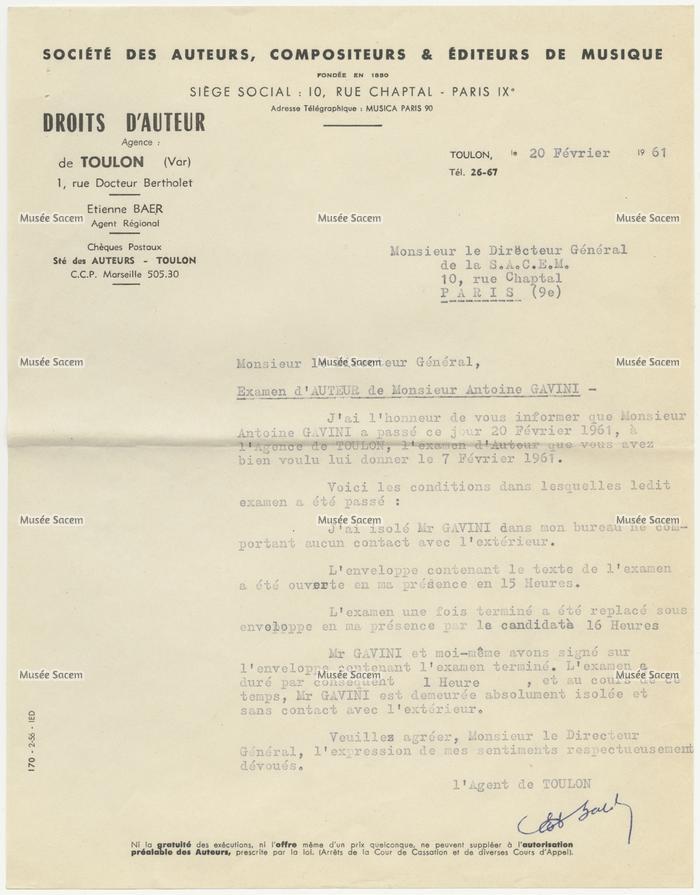 SOCIÉTÉ DES AUTEURS, COMPOSITEURS & ÉDITEURS DE MUSIQUE
FONDÉE EN 1850
SIÈGE SOCIAL : 10, RUE CHAPTAL - PARIS IXe
Adresse Télégraphique : MUSICA PARIS 90
DROITS D'AUTEUR
Agence :
de TOULON (Var)
1, rue Docteur Bertholet
Etienne BAER
Agent Régional
Chèques Postaux
Sté des AUTEURS - TOULON
C.C.P. Marseille 505.30
TOULON, le 20 Février 1961
Tél. 26-67
Musée Sacem Musée Sacem Musée Sacem
Monsieur le Directeur Général
de la S.A.C.E.M.
10, rue Chaptal
P A R I S (9e)
Musée Sacem Musée Sacem Musée Sacem
Monsieur le Directeur Général,
Examen d'AUTEUR de Monsieur Antoine GAVINI -
J'ai l'honneur de vous informer que Monsieur
Antoine GAVINI a passé ce jour 20 Février 1961, à
l'Agence de TOULON, l'examen d'Auteur que vous avez
bien voulu lui donner le 7 Février 1961.
Voici les conditions dans lesquelles ledit
examen a été passé :
Musée Sacem Musée Sacem Musée Sacem
J'ai isolé Mr GAVINI dans mon bureau ne com-
portant aucun contact avec l'extérieur.
L'enveloppe contenant le texte de l'examen
a été ouverte en ma présence en 15 Heures.
L'examen une fois terminé a été replacé sous
enveloppe en ma présence par le candidatà 16 Heures
Mr GAVINI et moi-même avons signé sur
l'enveloppe contenant l'examen terminé. L'examen a
duré par conséquent 1 Heure , et au cours de ce
temps, Mr GAVINI est demeurée absolument isolée et
sans contact avec l'extérieur.
Musée Sacem Musée Sacem Musée Sacem
Veuillez agréer, Monsieur le Directeur
Général, l'expression de mes sentiments respectueusement
dévoués.
l'Agent de TOULON
170 - 2-56 - IED
Ni la gratuité des exécutions, ni l'offre même d'un prix quelconque, ne peuvent suppléer à l'autorisation
préalable des Auteurs, prescrite par la loi. (Arrêts de la Cour de Cassation et de diverses Cours d'Appel).